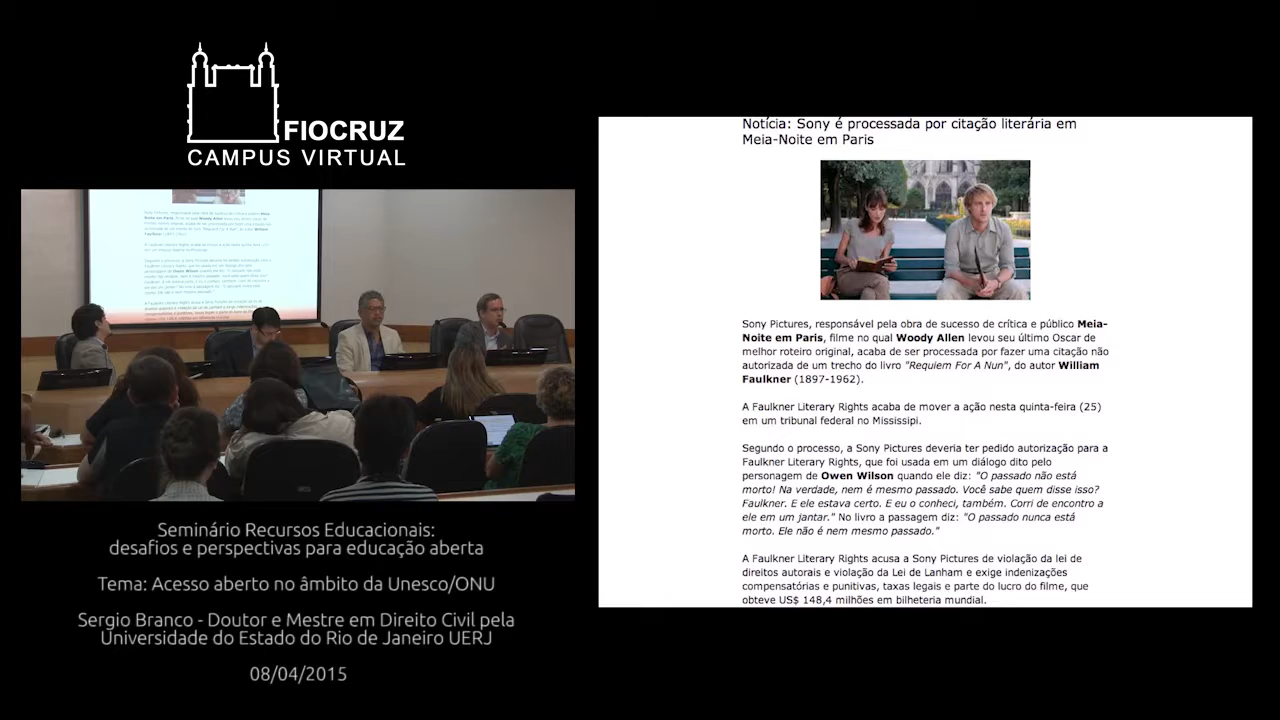 FIOCRUZ
CAMPUS VIRTUAL
Seminário Recursos Educacionais:
desafios e perspectivas para educação aberta
Tema: Acesso aberto no âmbito da Unesco/ONU
Sergio Branco - Doutor e Mestre em Direito Civil pela
Universidade do Estado do Rio de Janeiro UERJ
08/04/2015
Notícia: Sony é processada por citação literária em
Meia-Noite em Paris
Sony Pictures, responsável pela obra de sucesso de crítica e público Meia-
Noite em Paris, filme no qual Woody Allen levou seu último Oscar de
melhor roteiro original, acaba de ser processada por fazer uma citação não
autorizada de um trecho do livro "Requiem For A Nun", do autor William
Faulkner (1897-1962).
A Faulkner Literary Rights acaba de mover a ação nesta quinta-feira (25)
em um tribunal federal no Mississipi.
Segundo o processo, a Sony Pictures deveria ter pedido autorização para a
Faulkner Literary Rights, que foi usada em um diálogo dito pelo
personagem de Owen Wilson quando ele diz: "O passado não está
morto! Na verdade, nem é mesmo passado. Você sabe quem disse isso?
Faulkner. E ele estava certo. E eu o conheci, também. Corri de encontro a
ele em um jantar." No livro a passagem diz: "O passado nunca está
morto. Ele não é nem mesmo passado."
A Faulkner Literary Rights acusa a Sony Pictures de violação da lei de
direitos autorais e violação da Lei de Lanham e exige indenizações
compensatórias e punitivas, taxas legais e parte do lucro do filme, que
obteve US$ 148,4 milhões em bilheteria mundial.